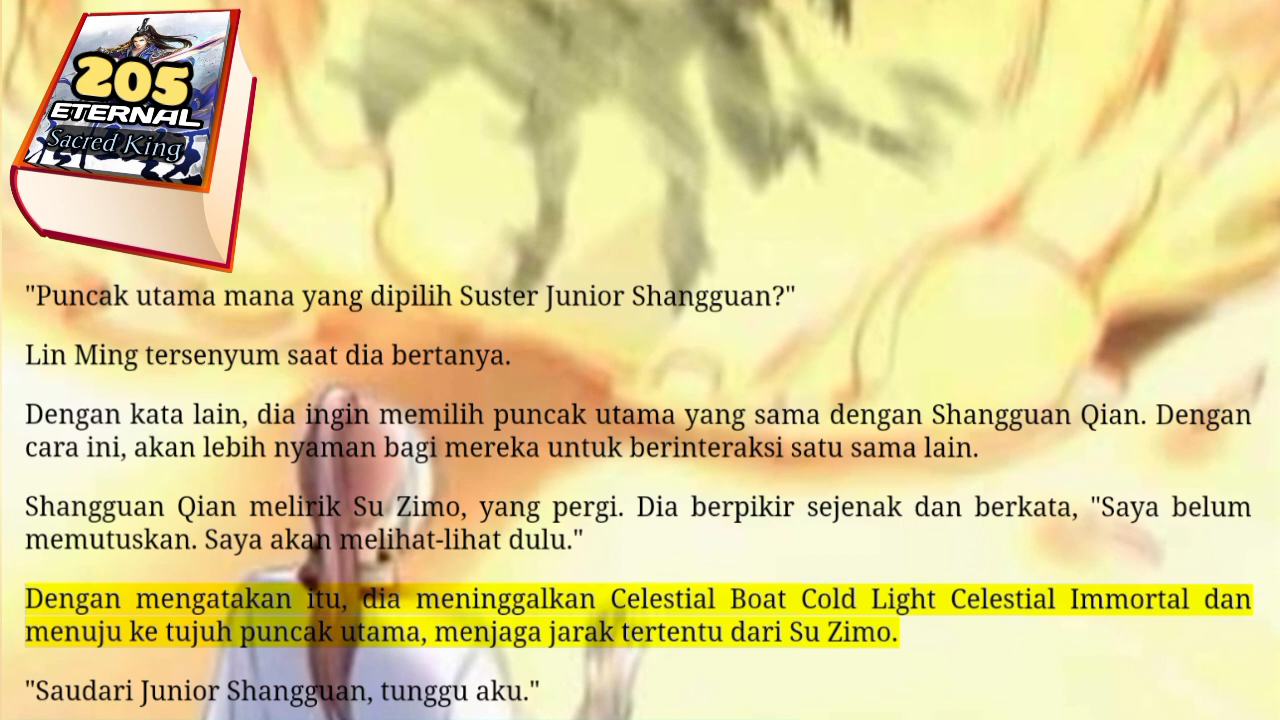 205
ETERNAL
Sacred King
"Puncak utama mana yang dipilih Suster Junior Shangguan?"
Lin Ming tersenyum saat dia bertanya.
Dengan kata lain, dia ingin memilih puncak utama yang sama dengan Shangguan Qian. Dengan
cara ini, akan lebih nyaman bagi mereka untuk berinteraksi satu sama lain.
Shangguan Qian melirik Su Zimo, yang pergi. Dia berpikir sejenak dan berkata, "Saya belum
memutuskan. Saya akan melihat-lihat dulu."
Dengan mengatakan itu, dia meninggalkan Celestial Boat Cold Light Celestial Immortal dan
menuju ke tujuh puncak utama, menjaga jarak tertentu dari Su Zimo.
"Saudari Junior Shangguan, tunggu aku."